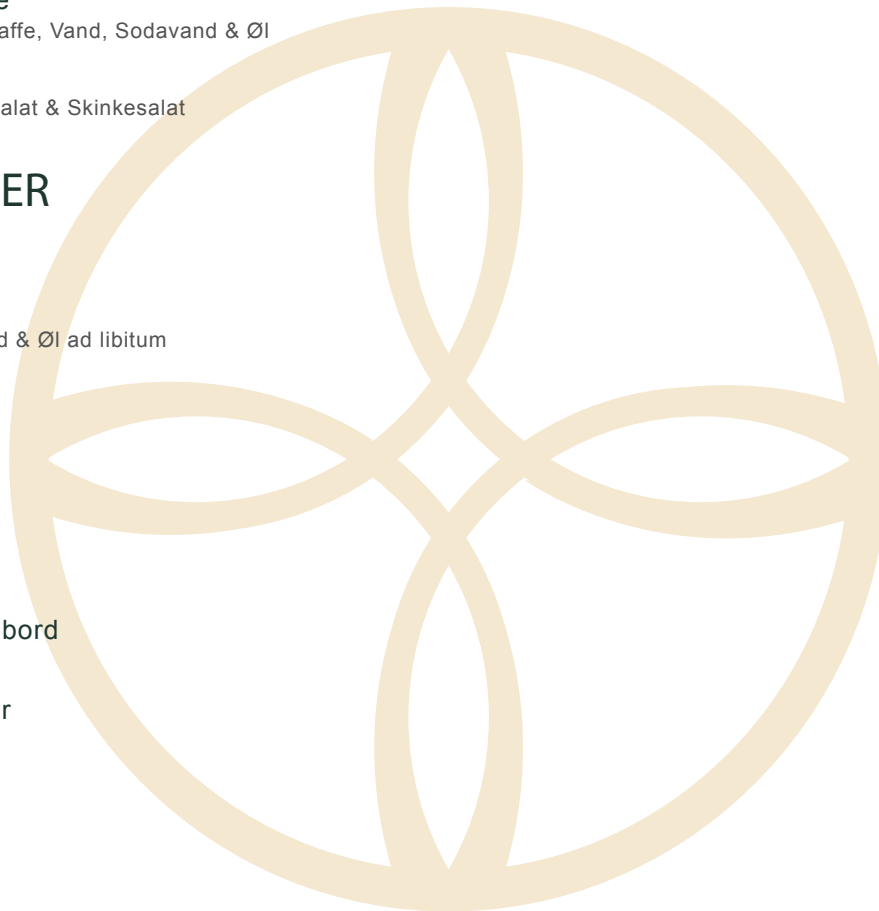 e
affe, Vand, Sodavand & Øl
alat & Skinkesalat
ER
d & Øl ad libitum
bord
r